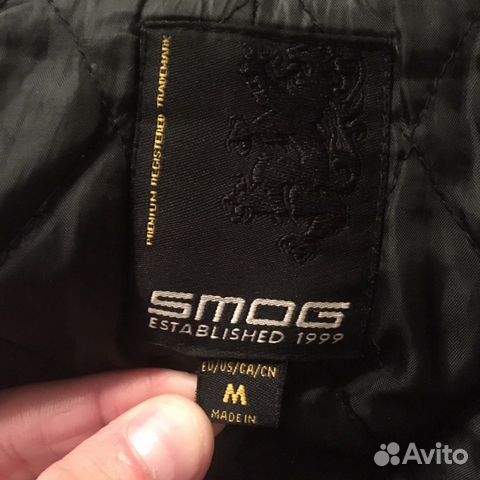 PREMIUM REGISTERED TRADEMARK
SMOG
ESTABLISHED 1999
EU/US/CA/CN
M
MADE IN
Avito